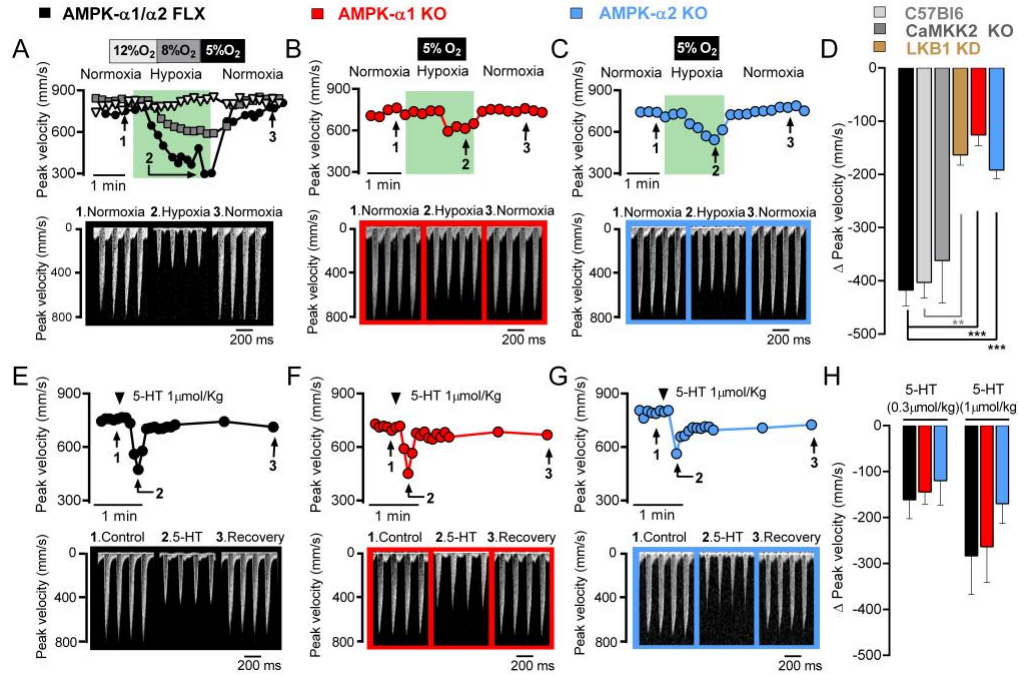 AMPK-α1/α2 FLX
AMPK-α1 KO
AMPK-α2 KO
C57Bl6
CaMKK2 KO
LKB1 KD
A
12%O₂ 8%O₂ 5%O₂
Normoxia Hypoxia Normoxia
Peak velocity (mm/s)
900
600
300
1
2
3
1 min
1.Normoxia 2.Hypoxia 3.Normoxia
Peak velocity (mm/s)
0
400
800
200 ms
B
5% O₂
Normoxia Hypoxia Normoxia
Peak velocity (mm/s)
900
600
300
1
2
3
1 min
1.Normoxia 2.Hypoxia 3.Normoxia
Peak velocity (mm/s)
0
400
800
200 ms
C
5% O₂
Normoxia Hypoxia Normoxia
Peak velocity (mm/s)
900
600
300
1
2
3
1 min
1.Normoxia 2.Hypoxia 3.Normoxia
Peak velocity (mm/s)
0
400
800
200 ms
D
Δ Peak velocity (mm/s)
0
-100
-200
-300
-400
-500
**
***
***
E
5-HT 1μmol/Kg
Peak velocity (mm/s)
900
600
300
1
2
3
1 min
1.Control 2.5-HT 3.Recovery
Peak velocity (mm/s)
0
400
800
200 ms
F
5-HT 1μmol/Kg
Peak velocity (mm/s)
900
600
300
1
2
3
1 min
1.Control 2.5-HT 3.Recovery
Peak velocity (mm/s)
0
400
800
200 ms
G
5-HT 1μmol/Kg
Peak velocity (mm/s)
900
600
300
1
2
3
1 min
1.Control 2.5-HT 3.Recovery
Peak velocity (mm/s)
0
400
800
200 ms
H
5-HT 5-HT
(0.3μmol/kg) (1μmol/kg)
Δ Peak velocity (mm/s)
0
-100
-200
-300
-400
-500